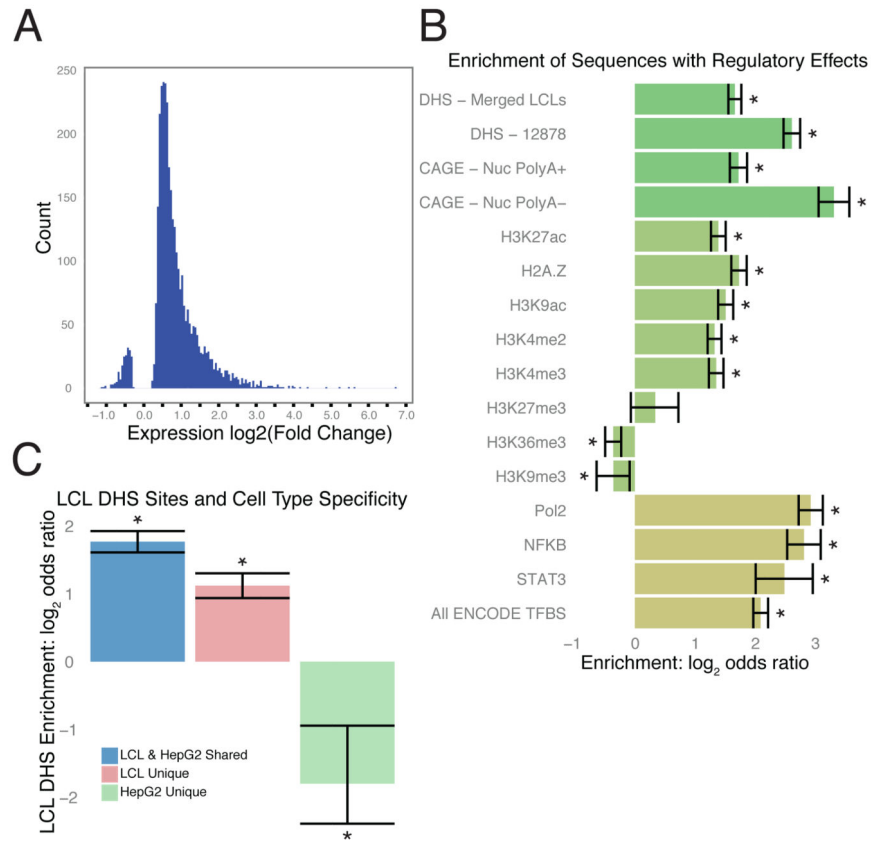 A
250
200
150
100
50
0
Count
−1.0 0.0 1.0 2.0 3.0 4.0 5.0 6.0 7.0
Expression log2(Fold Change)
B
Enrichment of Sequences with Regulatory Effects
DHS − Merged LCLs *
DHS − 12878 *
CAGE − Nuc PolyA+ *
CAGE − Nuc PolyA− *
H3K27ac *
H2A.Z *
H3K9ac *
H3K4me2 *
H3K4me3 *
H3K27me3
H3K36me3 *
H3K9me3 *
Pol2 *
NFKB *
STAT3 *
All ENCODE TFBS *
−1 0 1 2 3
Enrichment: log2 odds ratio
C
LCL DHS Sites and Cell Type Specificity
LCL DHS Enrichment: log2 odds ratio
2
1
0
−1
−2
* * *
LCL & HepG2 Shared
LCL Unique
HepG2 Unique